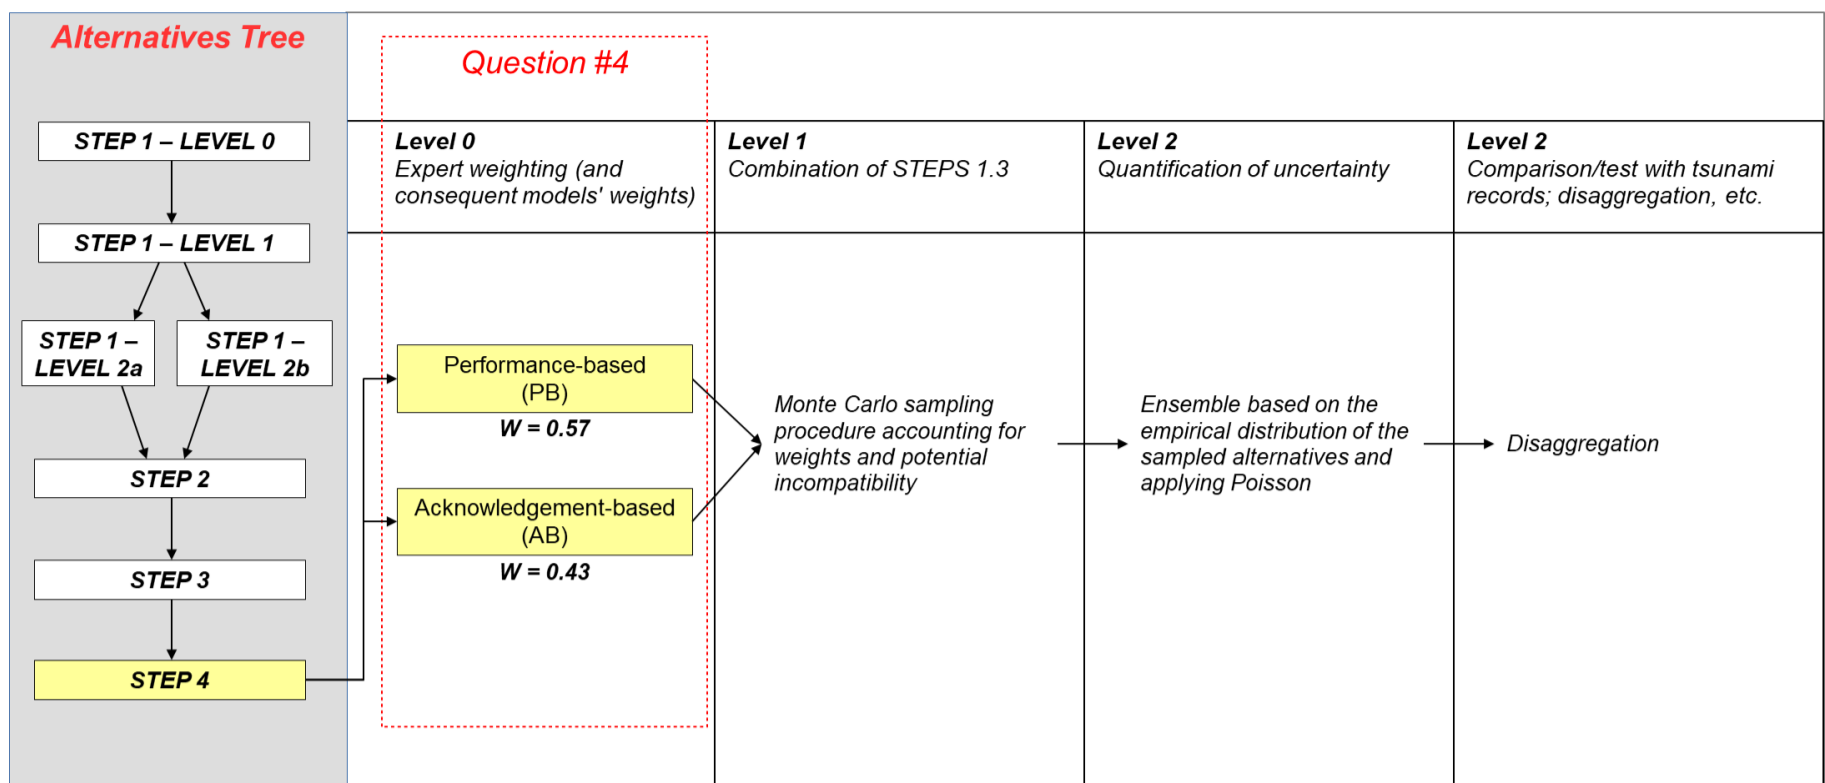 Alternatives Tree
STEP 1 – LEVEL 0
STEP 1 – LEVEL 1
STEP 1 –
LEVEL 2a
STEP 1 –
LEVEL 2b
STEP 2
STEP 3
STEP 4
Question #4
Level 0
Expert weighting (and
consequent models' weights)
Performance-based
(PB)
W = 0.57
Acknowledgement-based
(AB)
W = 0.43
Level 1
Combination of STEPS 1.3
Monte Carlo sampling
procedure accounting for
weights and potential
incompatibility
Level 2
Quantification of uncertainty
Ensemble based on the
empirical distribution of the
sampled alternatives and
applying Poisson
Level 2
Comparison/test with tsunami
records; disaggregation, etc.
Disaggregation